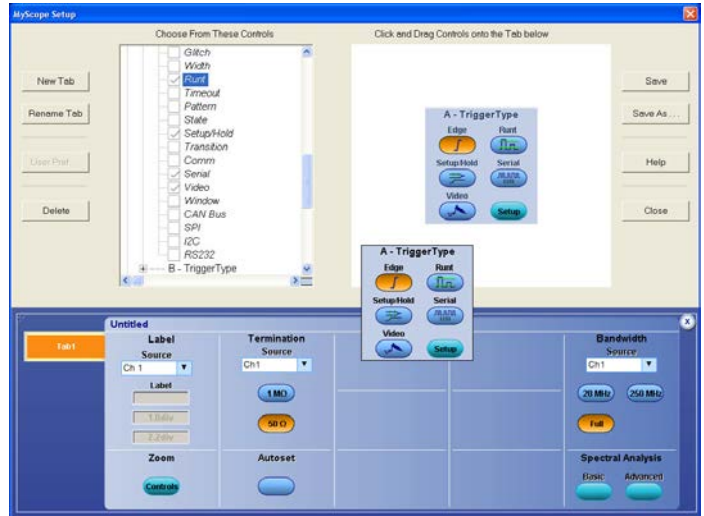 MyScope Setup
Choose From These Controls
Click and Drag Controls onto the Tab below
New Tab
Rename Tab
User Pref...
Delete
Glitch
Width
Runt
Timeout
Pattern
State
Setup/Hold
Transition
Comm
Serial
Video
Window
CAN Bus
SPI
I2C
RS232
B - TriggerType
A - TriggerType
Edge Runt
Setup/Hold Serial
Video
Setup
Save
Save As...
Help
Close
A - TriggerType
Edge Runt
Setup/Hold Serial
Video
Setup
Tab1
Untitled
Label
Source
Ch 1
Label
1.0div
Zoom
Controls
Termination
Source
Ch1
1 MΩ
50 Ω
Autoset
Bandwidth
Source
Ch1
20 MHz 250 MHz
Full
Spectral Analysis
Basic Advanced